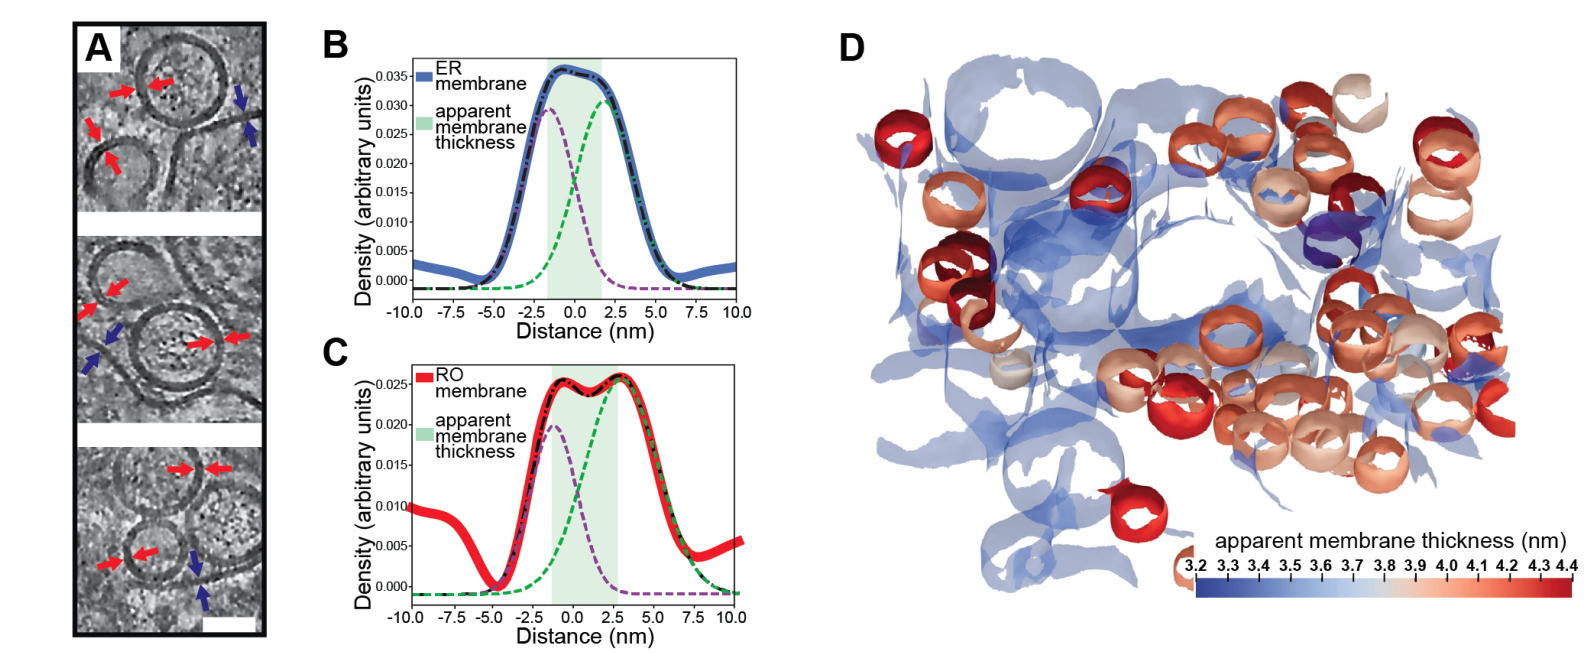 A
B
ER
membrane
apparent
membrane
thickness
Density (arbitrary units)
0.035
0.030
0.025
0.020
0.015
0.010
0.005
0.000
-10.0 -7.5 -5.0 -2.5 0.0 2.5 5.0 7.5 10.0
Distance (nm)
C
RO
membrane
apparent
membrane
thickness
Density (arbitrary units)
0.025
0.020
0.015
0.010
0.005
0.000
-10.0 -7.5 -5.0 -2.5 0.0 2.5 5.0 7.5 10.0
Distance (nm)
D
apparent membrane thickness (nm)
3.2 3.3 3.4 3.5 3.6 3.7 3.8 3.9 4.0 4.1 4.2 4.3 4.4